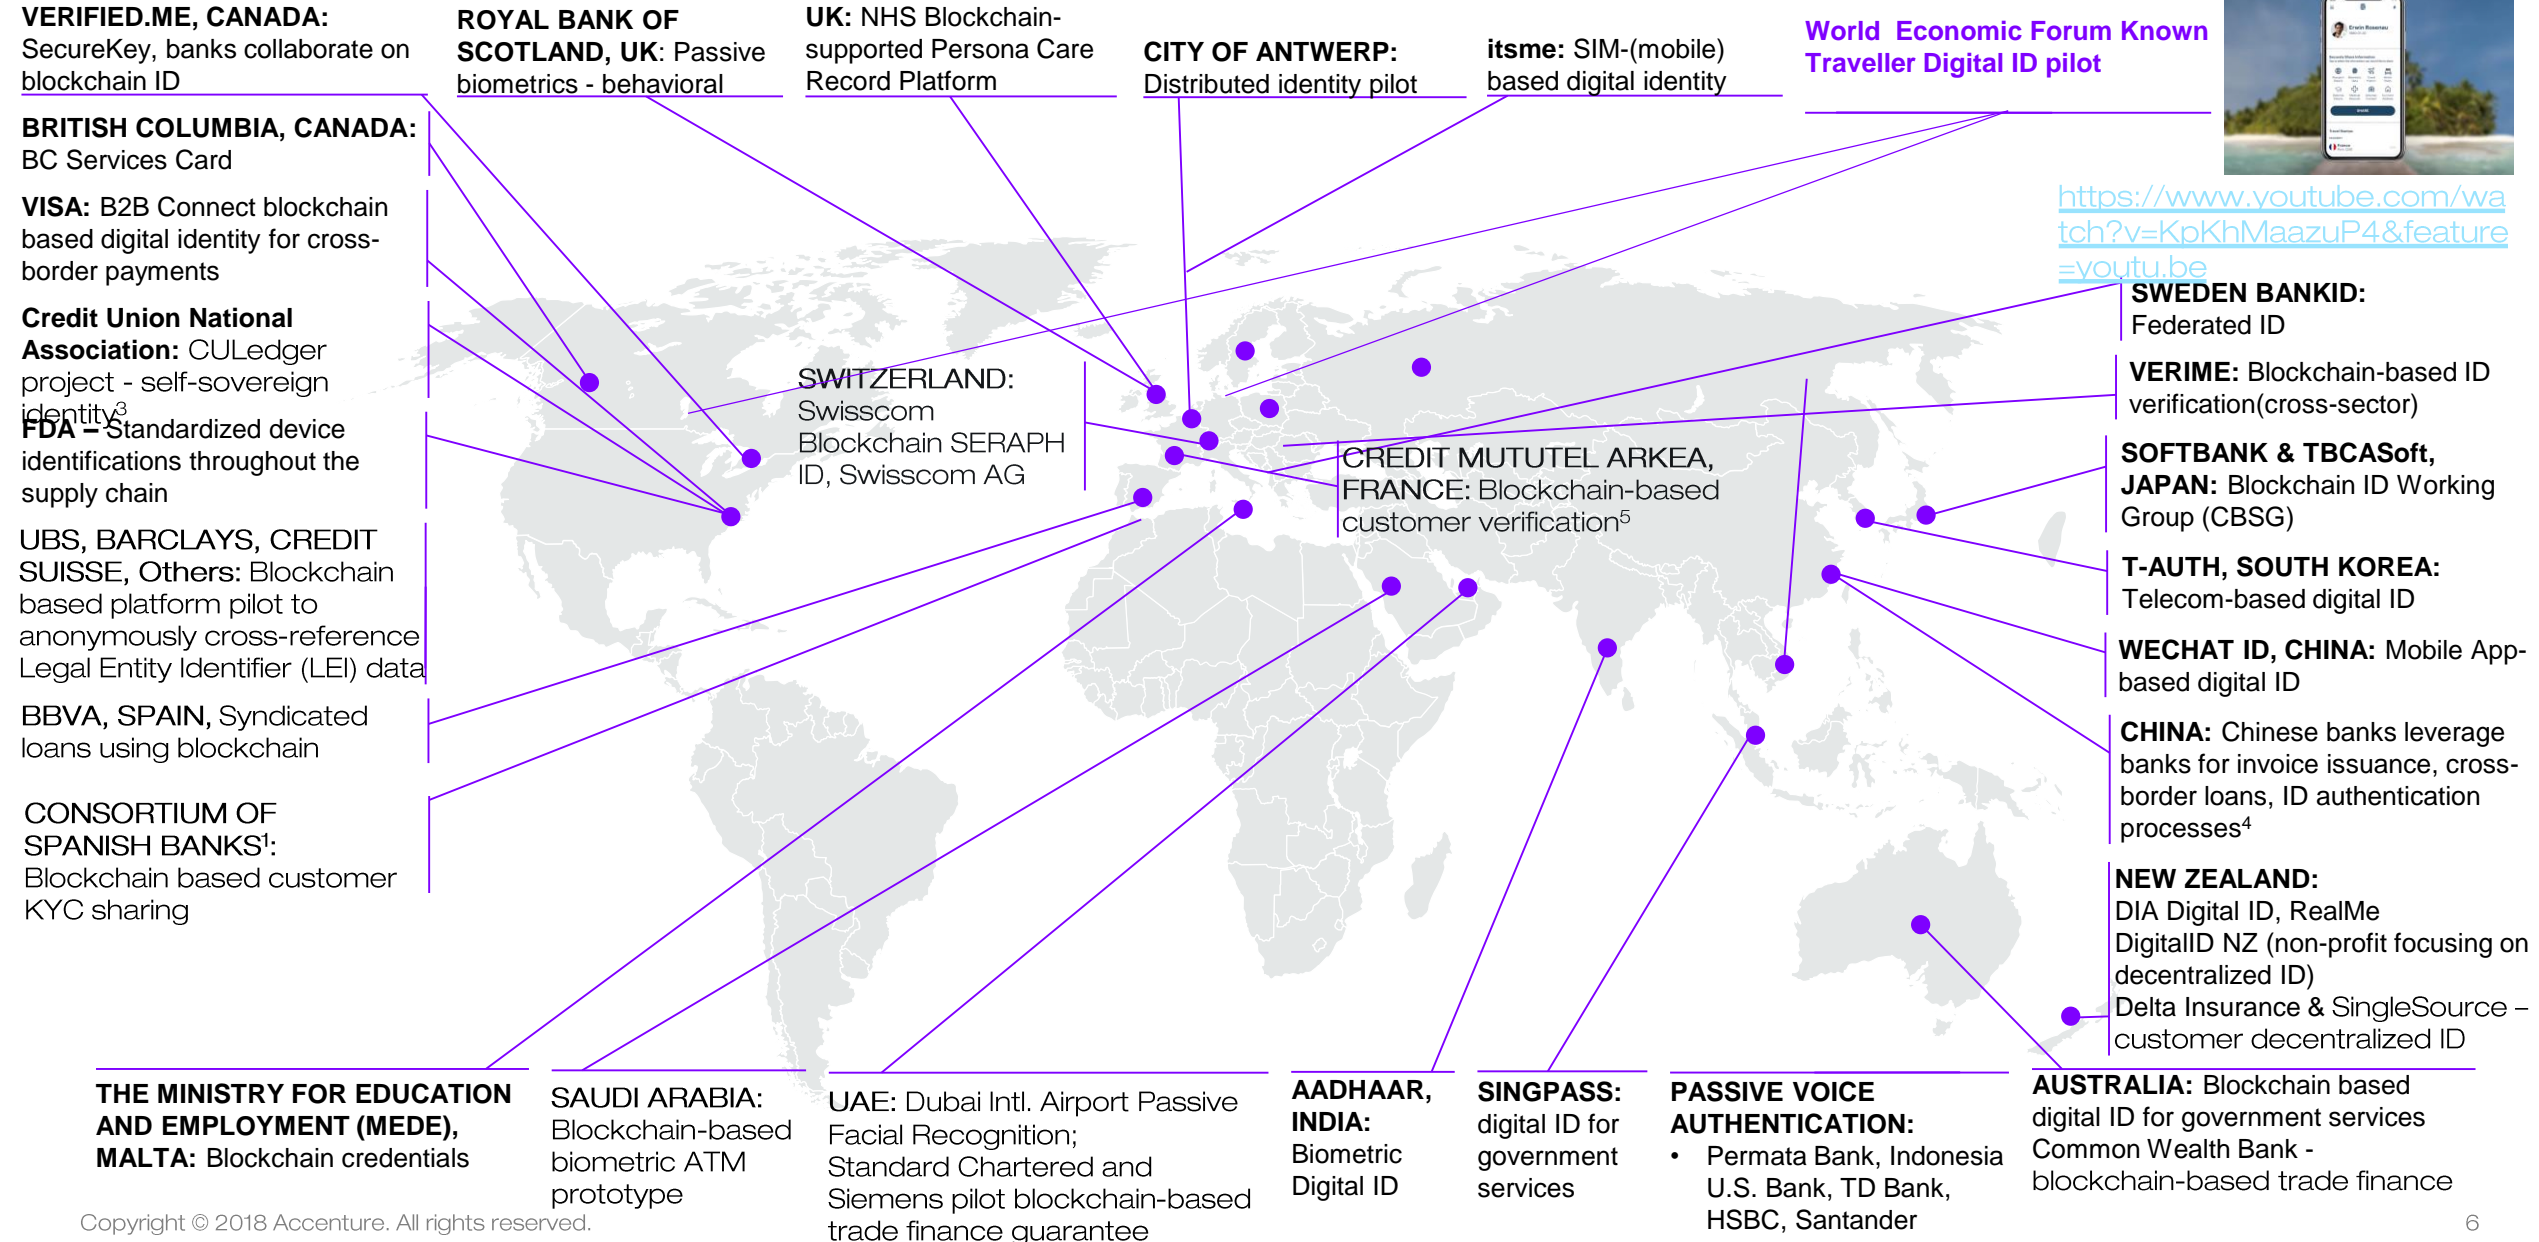 VERIFIED.ME, CANADA:
SecureKey, banks collaborate on
blockchain ID
BRITISH COLUMBIA, CANADA:
BC Services Card
VISA: B2B Connect blockchain
based digital identity for cross-
border payments
Credit Union National
Association: CULedger
project - self-sovereign
identity3
FDA – Standardized device
identifications throughout the
supply chain
UBS, BARCLAYS, CREDIT
SUISSE, Others: Blockchain
based platform pilot to
anonymously cross-reference
Legal Entity Identifier (LEI) data
BBVA, SPAIN, Syndicated
loans using blockchain
CONSORTIUM OF
SPANISH BANKS1:
Blockchain based customer
KYC sharing
ROYAL BANK OF
SCOTLAND, UK: Passive
biometrics - behavioral
UK: NHS Blockchain-
supported Persona Care
Record Platform
CITY OF ANTWERP:
Distributed identity pilot
itsme: SIM-(mobile)
based digital identity
World  Economic Forum Known
Traveller Digital ID pilot
Erwin Rosenau
SHARE
France
https://www.youtube.com/wa
tch?v=KpKhMaazuP4&feature
=youtu.be
SWITZERLAND:
Swisscom
Blockchain SERAPH
ID, Swisscom AG
CREDIT MUTUTEL ARKEA,
FRANCE: Blockchain-based
customer verification5
SWEDEN BANKID:
Federated ID
VERIME: Blockchain-based ID
verification(cross-sector)
SOFTBANK & TBCASoft,
JAPAN: Blockchain ID Working
Group (CBSG)
T-AUTH, SOUTH KOREA:
Telecom-based digital ID
WECHAT ID, CHINA: Mobile App-
based digital ID
CHINA: Chinese banks leverage
banks for invoice issuance, cross-
border loans, ID authentication
processes4
NEW ZEALAND:
DIA Digital ID, RealMe
DigitalID NZ (non-profit focusing on
decentralized ID)
Delta Insurance & SingleSource –
customer decentralized ID
THE MINISTRY FOR EDUCATION
AND EMPLOYMENT (MEDE),
MALTA: Blockchain credentials
SAUDI ARABIA:
Blockchain-based
biometric ATM
prototype
UAE: Dubai Intl. Airport Passive
Facial Recognition;
Standard Chartered and
Siemens pilot blockchain-based
trade finance guarantee
AADHAAR,
INDIA:
Biometric
Digital ID
SINGPASS:
digital ID for
government
services
PASSIVE VOICE
AUTHENTICATION:
• Permata Bank, Indonesia
U.S. Bank, TD Bank,
HSBC, Santander
AUSTRALIA: Blockchain based
digital ID for government services
Common Wealth Bank -
blockchain-based trade finance
Copyright © 2018 Accenture. All rights reserved.
6